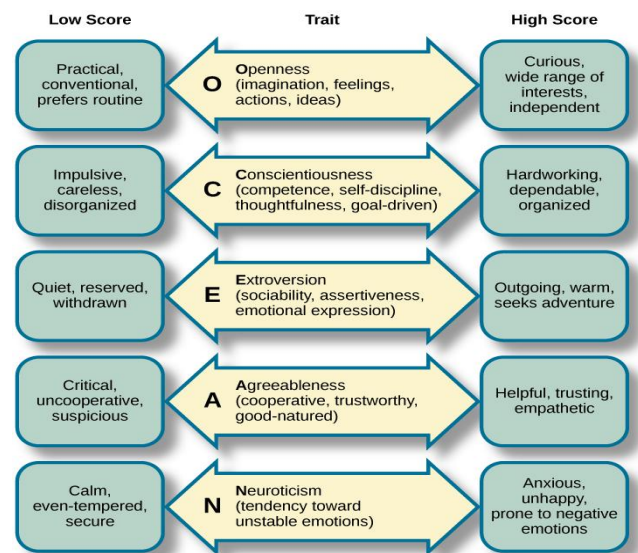 Low Score
Trait
High Score
Practical,
conventional,
prefers routine
O
Openness
(imagination, feelings,
actions, ideas)
Curious,
wide range of
interests,
independent
Impulsive,
careless,
disorganized
C
Conscientiousness
(competence, self-discipline,
thoughtfulness, goal-driven)
Hardworking,
dependable,
organized
Quiet, reserved,
withdrawn
E
Extroversion
(sociability, assertiveness,
emotional expression)
Outgoing, warm,
seeks adventure
Critical,
uncooperative,
suspicious
A
Agreeableness
(cooperative, trustworthy,
good-natured)
Helpful, trusting,
empathetic
Calm,
even-tempered,
secure
N
Neuroticism
(tendency toward
unstable emotions)
Anxious,
unhappy,
prone to negative
emotions